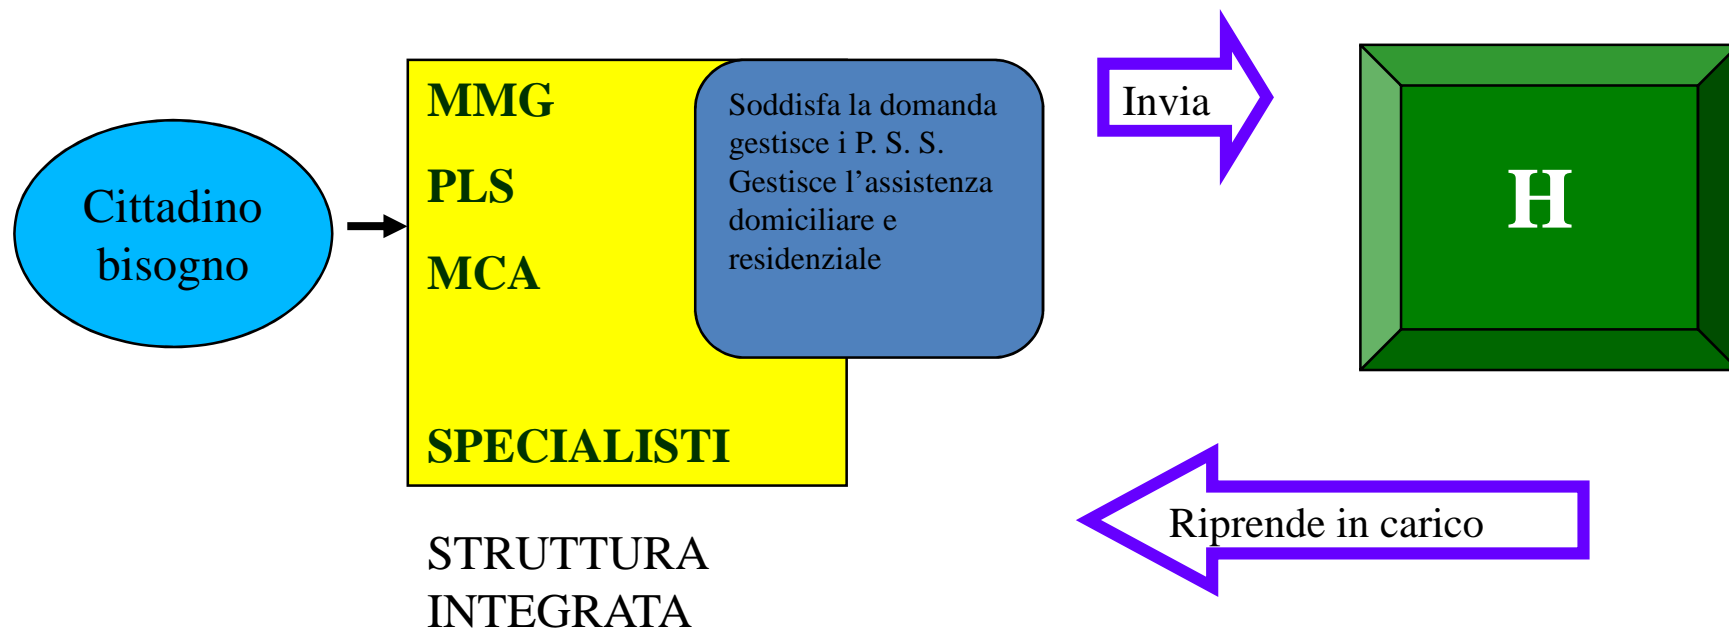 Cittadino
bisogno
MMG
PLS
MCA
SPECIALISTI
STRUTTURA
INTEGRATA
Soddisfa la domanda
gestisce i P. S. S.
Gestisce l’assistenza
domiciliare e
residenziale
Invia
H
Riprende in carico